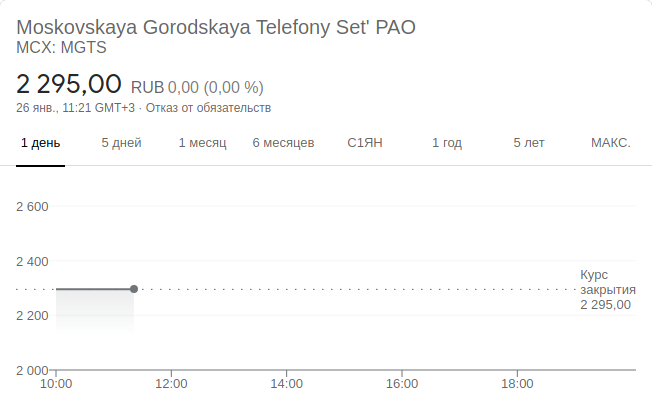 Moskovskaya Gorodskaya Telefony Set' PAO
MCX: MGTS
2 295,00 RUB 0,00 (0,00 %)
26 янв., 11:21 GMT+3 · Отказ от обязательств
1 день 5 дней 1 месяц 6 месяцев С1ЯН 1 год 5 лет МАКС.
2 600
2 400
Курс
закрытия
2 295,00
2 200
2 000
10:00 12:00 14:00 16:00 18:00